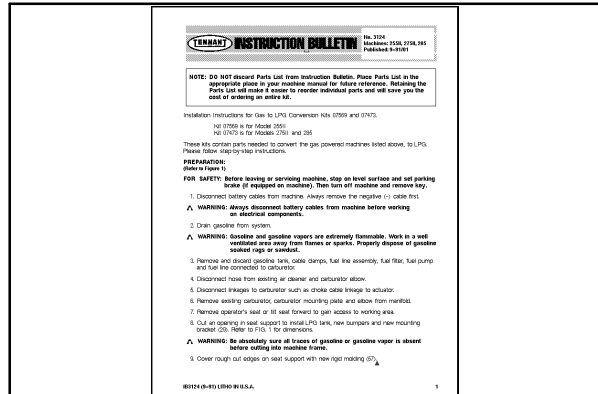 TENNANT INSTRUCTION BULLETIN
No. 3124
Machines: 255II, 275II, 285
Published: 9-91/01
NOTE: DO NOT discard Parts List from Instruction Bulletin. Place Parts List in the
appropriate place in your machine manual for future reference. Retaining the
Parts List will make it easier to reorder individual parts and will save you the
cost of ordering an entire kit.
Installation Instructions for Gas to LPG Conversion Kits 07569 and 07473.
Kit 07569 is for Model 255II
Kit 07473 is for Models 275II and 285
These kits contain parts needed to convert the gas powered machines listed above, to LPG.
Please follow step-by-step instructions.
PREPARATION:
(Refer to Figure 1)
FOR SAFETY: Before leaving or servicing machine, stop on level surface and set parking
brake (if equipped on machine). Then turn off machine and remove key.
1. Disconnect battery cables from machine. Always remove the negative (-) cable first.
WARNING: Always disconnect battery cables from machine before working
on electrical components.
2. Drain gasoline from system.
WARNING: Gasoline and gasoline vapors are extremely flammable. Work in a well
ventilated area away from flames or sparks. Properly dispose of gasoline
soaked rags or sawdust.
3. Remove and discard gasoline tank, cable clamps, fuel line assembly, fuel filter, fuel pump
and fuel line connected to carburetor.
4. Disconnect hose from existing air cleaner and carburetor elbow.
5. Disconnect linkages to carburetor such as choke cable linkage to actuator.
6. Remove existing carburetor, carburetor mounting plate and elbow from manifold.
7. Remove operator's seat or tilt seat forward to gain access to working area.
8. Cut an opening in seat support to install LPG tank, new bumpers and new mounting
bracket (29). Refer to FIG. 1 for dimensions.
WARNING: Be absolutely sure all traces of gasoline or gasoline vapor is absent
before cutting into machine frame.
9. Cover rough cut edges on seat support with new rigid molding (57).
IB3124 (9-91) LITHO IN U.S.A. 1